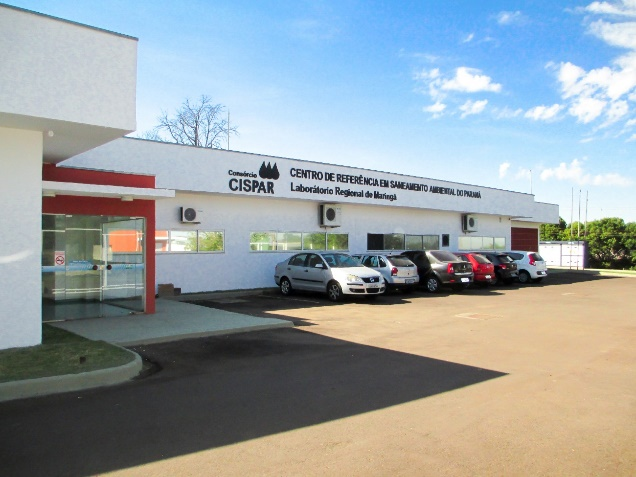 Consórcio
CISPAR
CENTRO DE REFERÊNCIA EM SANEAMENTO AMBIENTAL DO PARANÁ
Laboratório Regional de Maringá